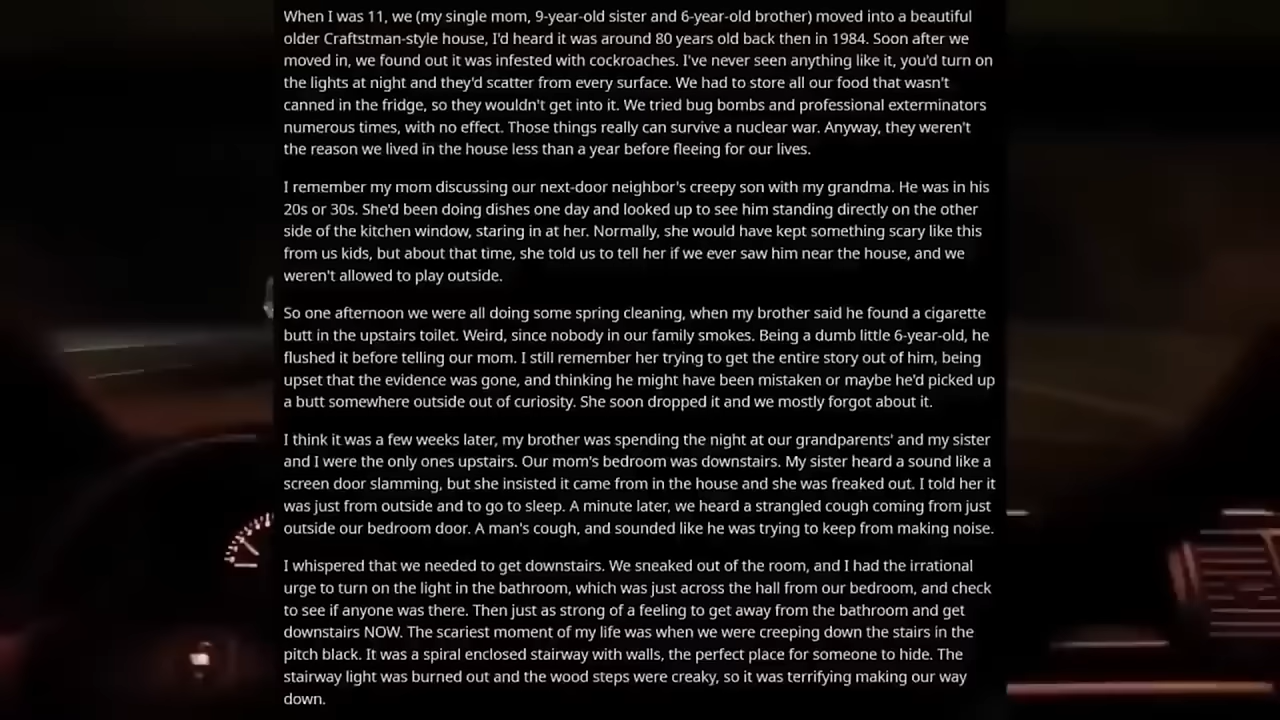 When I was 11, we (my single mom, 9-year-old sister and 6-year-old brother) moved into a beautiful
older Craftstman-style house, I'd heard it was around 80 years old back then in 1984. Soon after we
moved in, we found out it was infested with cockroaches. I've never seen anything like it, you'd turn on
the lights at night and they'd scatter from every surface. We had to store all our food that wasn't
canned in the fridge, so they wouldn't get into it. We tried bug bombs and professional exterminators
numerous times, with no effect. Those things really can survive a nuclear war. Anyway, they weren't
the reason we lived in the house less than a year before fleeing for our lives.
I remember my mom discussing our next-door neighbor's creepy son with my grandma. He was in his
20s or 30s. She'd been doing dishes one day and looked up to see him standing directly on the other
side of the kitchen window, staring in at her. Normally, she would have kept something scary like this
from us kids, but about that time, she told us to tell her if we ever saw him near the house, and we
weren't allowed to play outside.
So one afternoon we were all doing some spring cleaning, when my brother said he found a cigarette
butt in the upstairs toilet. Weird, since nobody in our family smokes. Being a dumb little 6-year-old, he
flushed it before telling our mom. I still remember her trying to get the entire story out of him, being
upset that the evidence was gone, and thinking he might have been mistaken or maybe he'd picked up
a butt somewhere outside out of curiosity. She soon dropped it and we mostly forgot about it.
I think it was a few weeks later, my brother was spending the night at our grandparents' and my sister
and I were the only ones upstairs. Our mom's bedroom was downstairs. My sister heard a sound like a
screen door slamming, but she insisted it came from in the house and she was freaked out. I told her it
was just from outside and to go to sleep. A minute later, we heard a strangled cough coming from just
outside our bedroom door. A man's cough, and sounded like he was trying to keep from making noise.
I whispered that we needed to get downstairs. We sneaked out of the room, and I had the irrational
urge to turn on the light in the bathroom, which was just across the hall from our bedroom, and check
to see if anyone was there. Then just as strong of a feeling to get away from the bathroom and get
downstairs NOW. The scariest moment of my life was when we were creeping down the stairs in the
pitch black. It was a spiral enclosed stairway with walls, the perfect place for someone to hide. The
stairway light was burned out and the wood steps were creaky, so it was terrifying making our way
down.